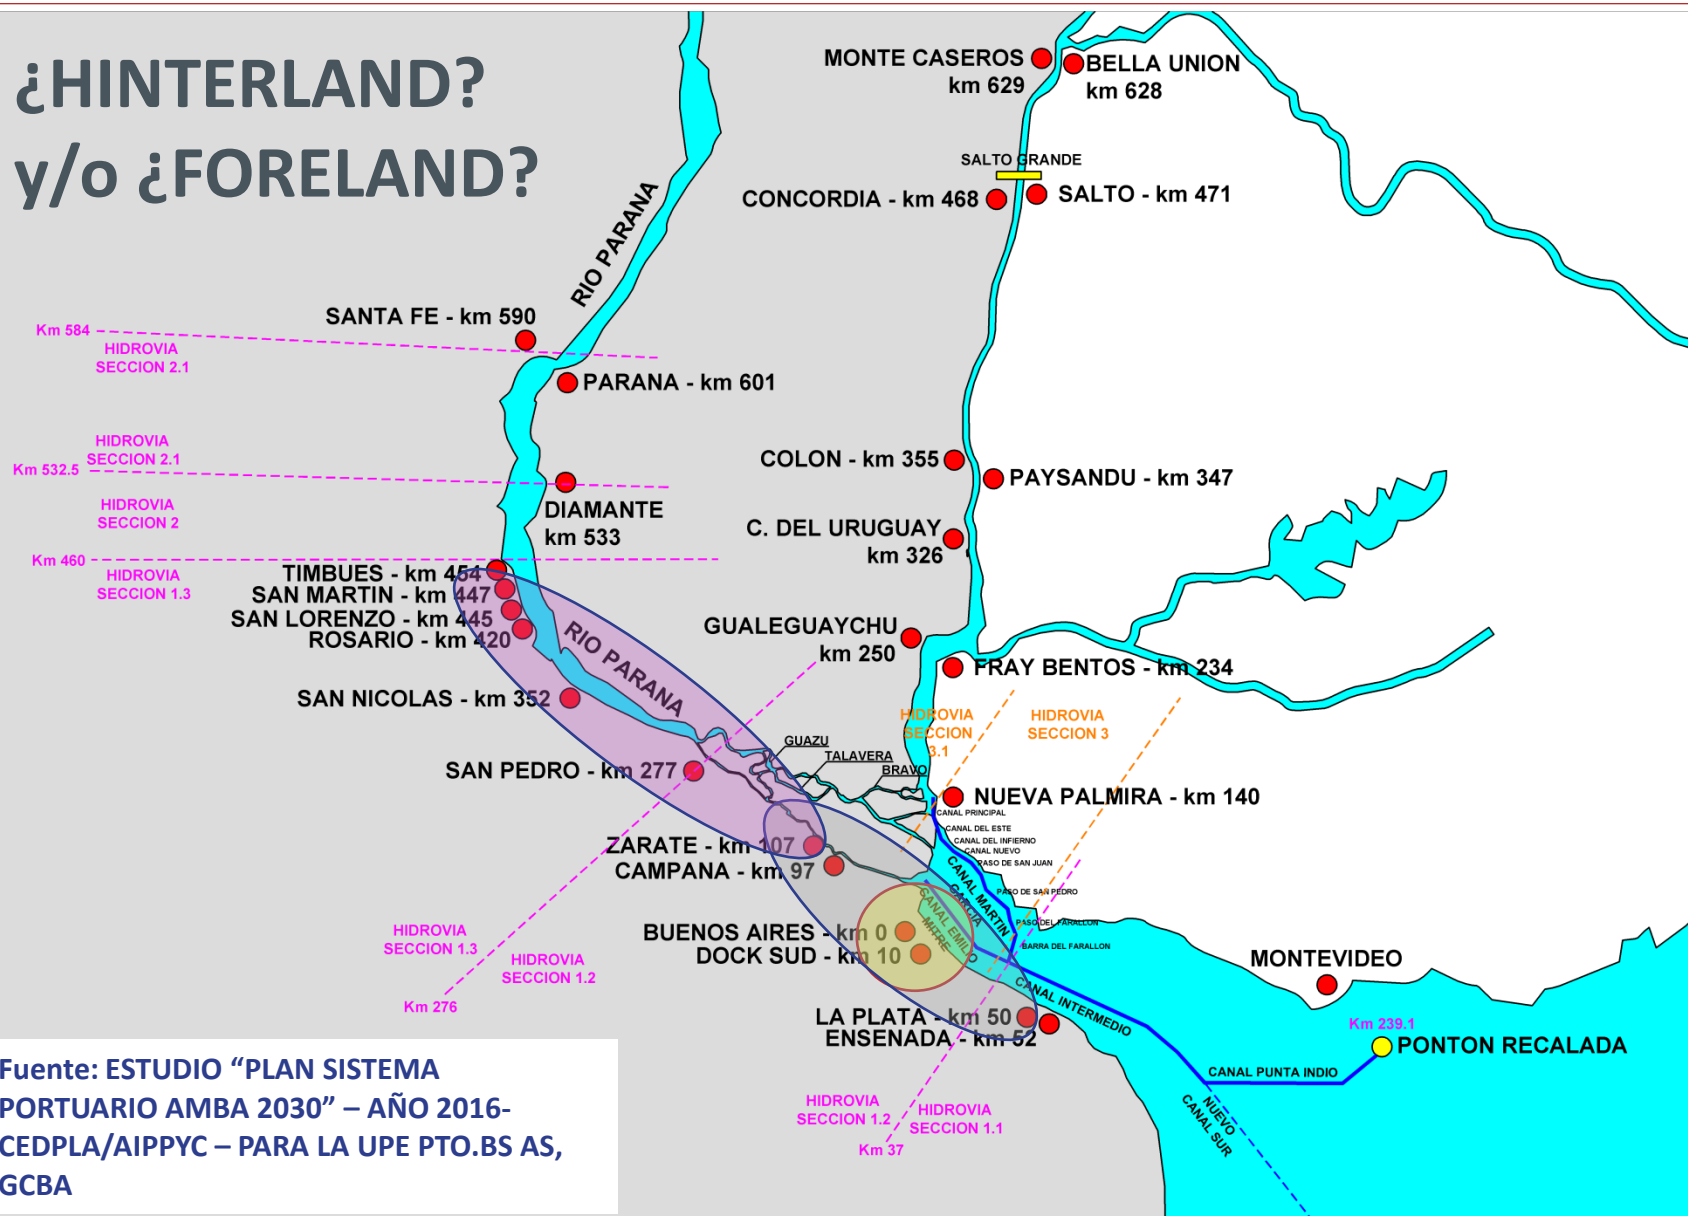 ¿HINTERLAND?
y/o ¿FORELAND?
MONTE CASEROS
km 629
BELLA UNION
km 628
SALTO GRANDE
CONCORDIA - km 468
SALTO - km 471
RIO PARANA
SANTA FE - km 590
Km 584
HIDROVIA
SECCION 2.1
PARANA - km 601
HIDROVIA
SECCION 2.1
Km 532.5
HIDROVIA
SECCION 2
DIAMANTE
km 533
COLON - km 355
PAYSANDU - km 347
C. DEL URUGUAY
km 326
Km 460
HIDROVIA
SECCION 1.3
TIMBUES - km 454
SAN MARTIN - km 447
SAN LORENZO - km 445
ROSARIO - km 420
RIO PARANA
GUALEGUAYCHU
km 250
FRAY BENTOS - km 234
SAN NICOLAS - km 352
HIDROVIA
SECCION
3.1
HIDROVIA
SECCION 3
GUAZU
TALAVERA
BRAVO
SAN PEDRO - km 277
NUEVA PALMIRA - km 140
CANAL PRINCIPAL
CANAL DEL ESTE
CANAL DEL INFIERNO
CANAL NUEVO
PASO DE SAN JUAN
ZARATE - km 107
CAMPANA - km 97
CANAL MARTIN
GARCIA
PASO DE SAN PEDRO
CANAL EMILIO
MITRE
PASO DEL FARALLON
BARRA DEL FARALLON
HIDROVIA
SECCION 1.3
BUENOS AIRES - km 0
DOCK SUD - km 10
HIDROVIA
SECCION 1.2
Km 276
MONTEVIDEO
CANAL INTERMEDIO
LA PLATA - km 50
ENSENADA - km 52
Km 239.1
PONTON RECALADA
CANAL PUNTA INDIO
NUEVO
CANAL SUR
HIDROVIA
SECCION 1.2
HIDROVIA
SECCION 1.1
Km 37
Fuente: ESTUDIO “PLAN SISTEMA
PORTUARIO AMBA 2030” – AÑO 2016-
CEDPLA/AIPPYC – PARA LA UPE PTO.BS AS,
GCBA